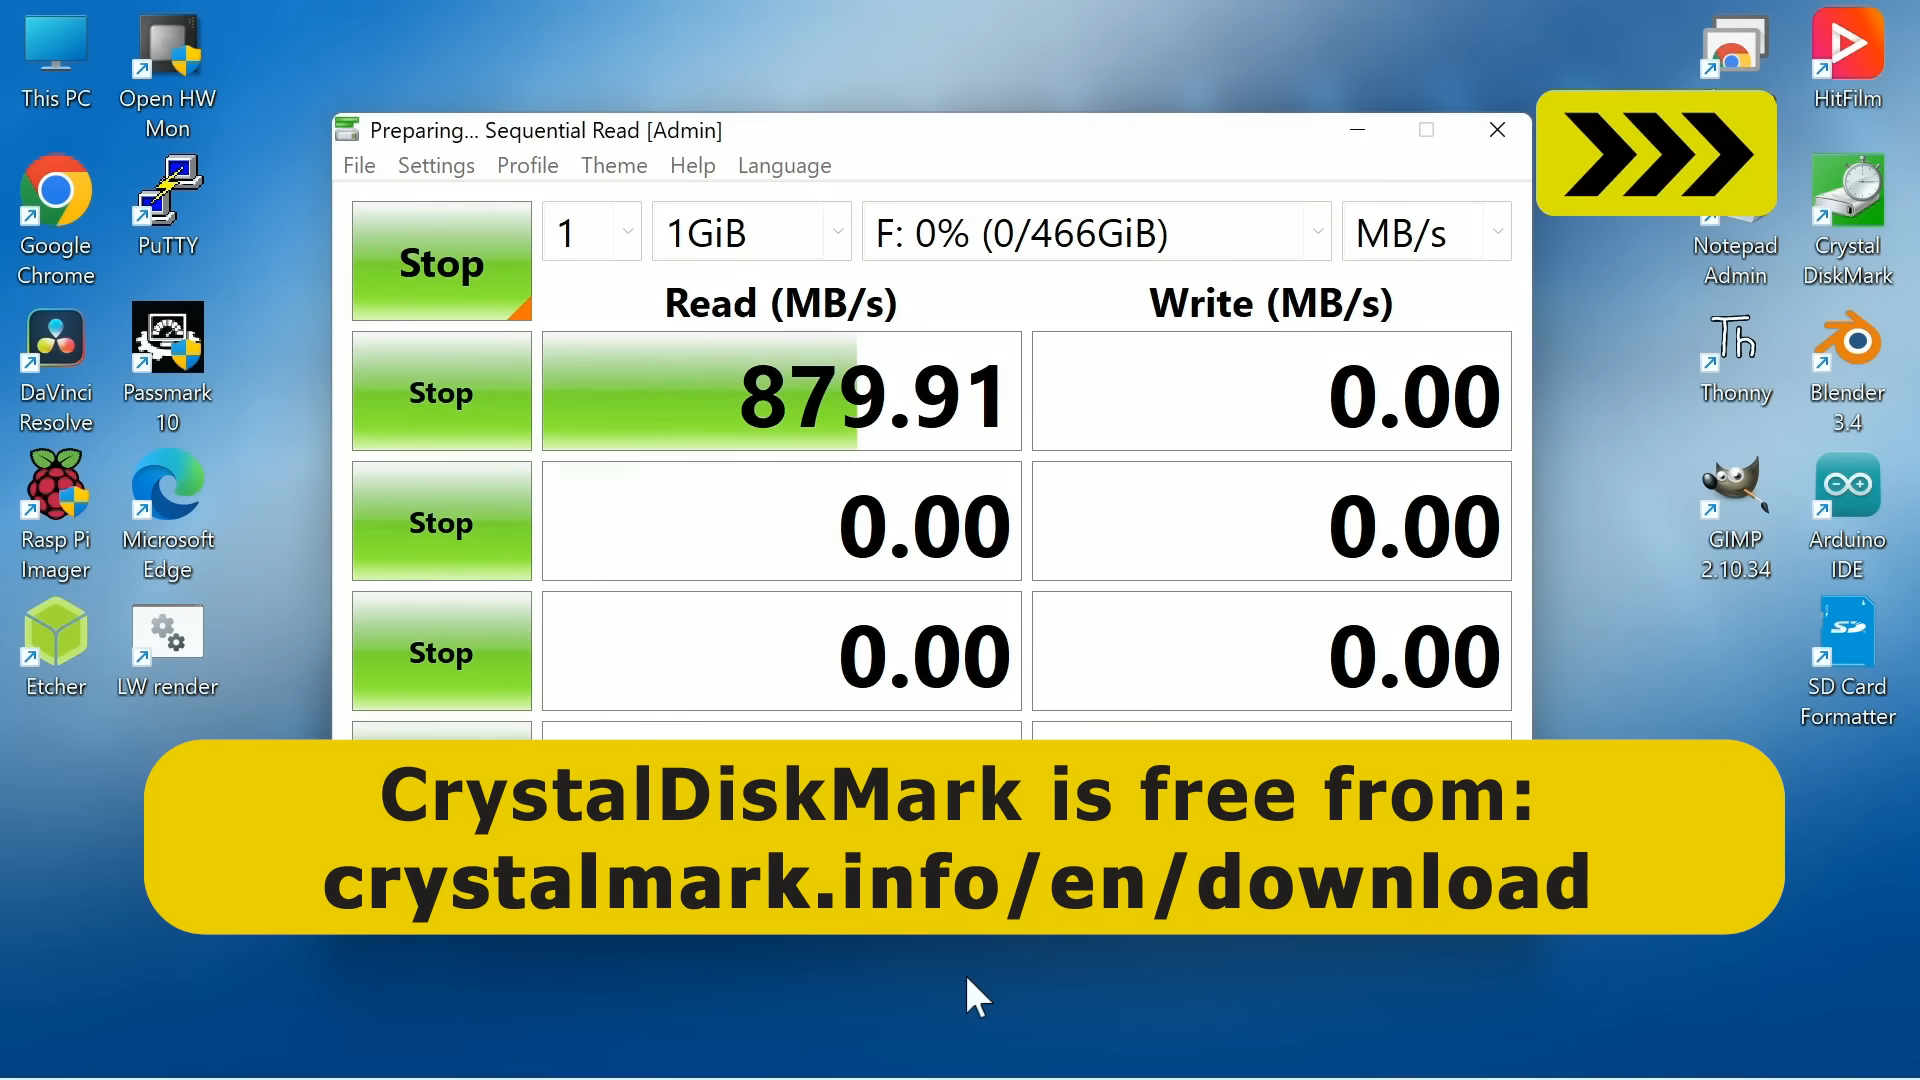 This PC
Open HW
Mon
Google
Chrome
PuTTY
DaVinci
Resolve
Passmark
10
Rasp Pi
Imager
Microsoft
Edge
Etcher
LW render
Preparing... Sequential Read [Admin]
File Settings Profile Theme Help Language
Stop
1
1GiB
F: 0% (0/466GiB)
MB/s
Read (MB/s)
Write (MB/s)
Stop
879.91
0.00
Stop
0.00
0.00
Stop
0.00
0.00
CrystalDiskMark is free from:
crystalmark.info/en/download
HitFilm
Notepad
Admin
Crystal
DiskMark
Th
Thonny
Blender
3.4
GIMP
2.10.34
Arduino
IDE
SD
SD Card
Formatter